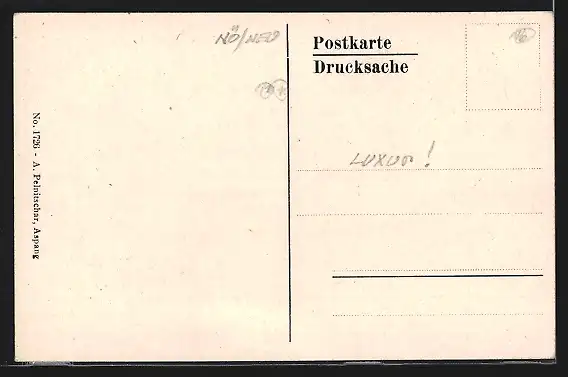 NÖ/NEU
Postkarte
Drucksache
LUXUS!
No. 1726 - A. Pelnitschar, Aspang